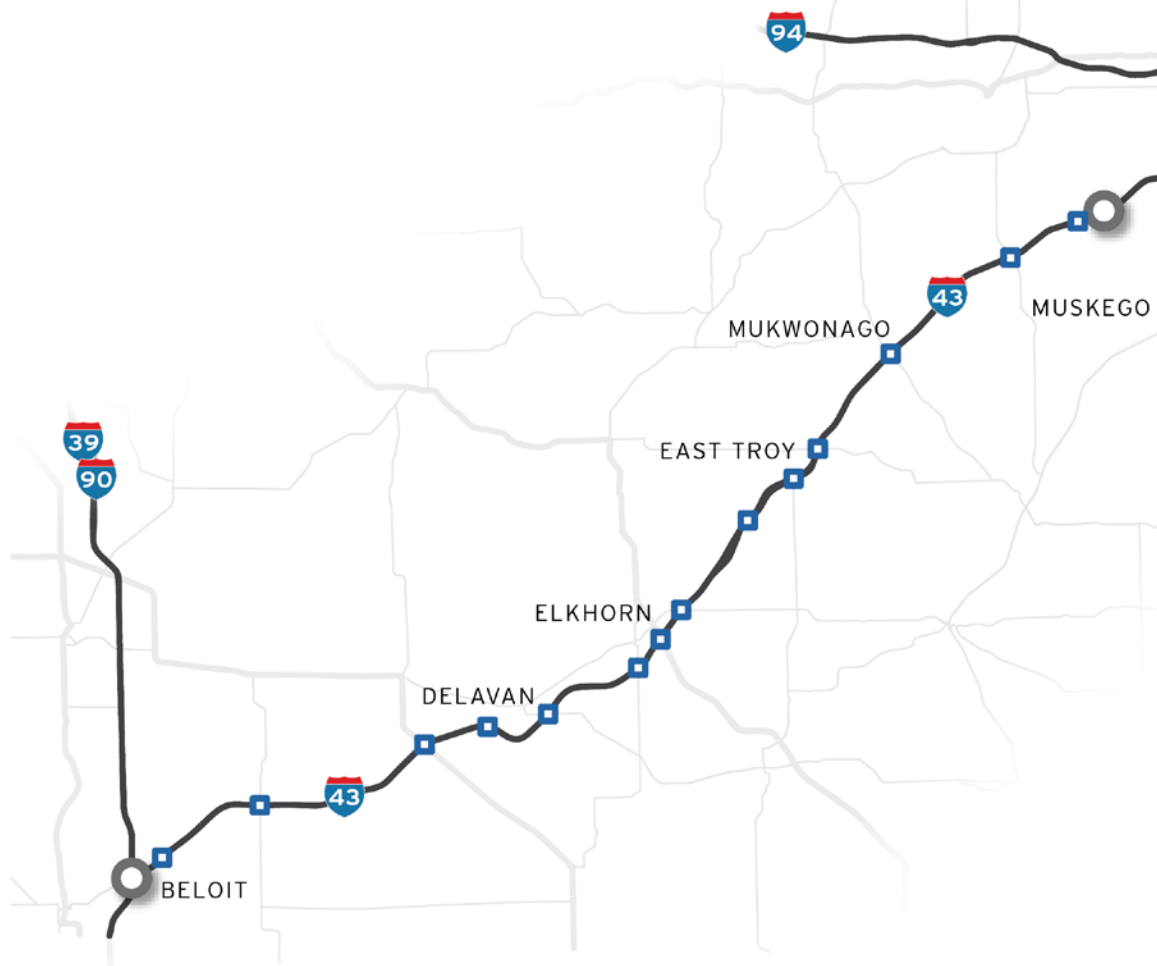 94
43
MUSKEGO
MUKWONAGO
39
EAST TROY
90
ELKHORN
DELAVAN
43
BELOIT